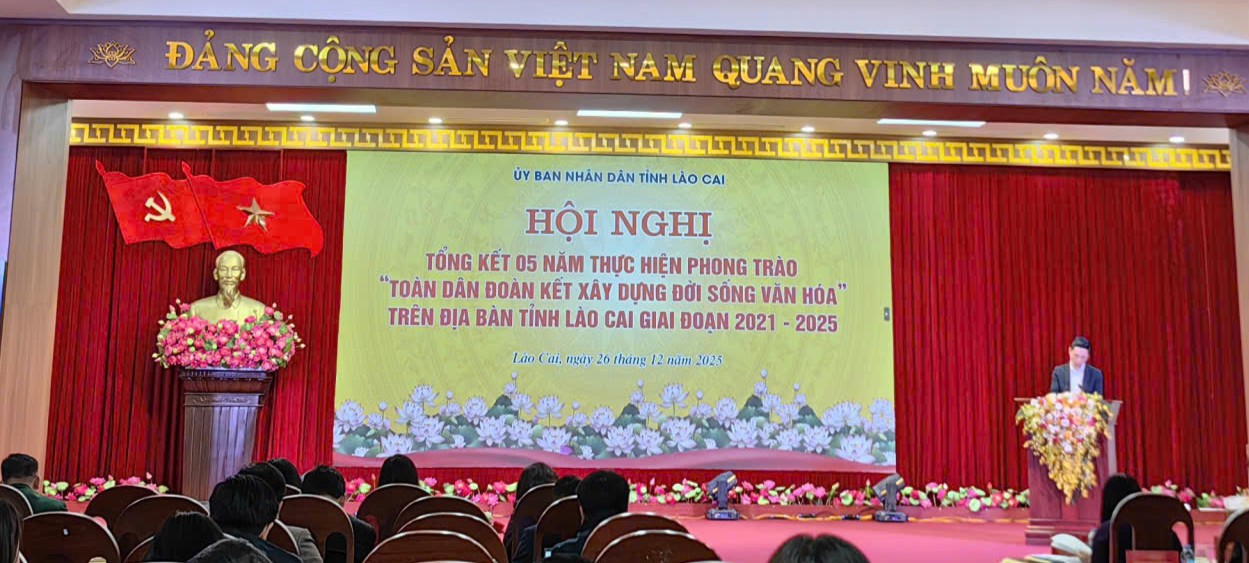 ĐẢNG CỘNG SẢN VIỆT NAM QUANG VINH MUÔN NĂM
ỦY BAN NHÂN DÂN TỈNH LÀO CAI
HỘI NGHỊ
TỔNG KẾT 05 NĂM THỰC HIỆN PHONG TRÀO
“TOÀN DÂN ĐOÀN KẾT XÂY DỰNG ĐỜI SỐNG VĂN HÓA”
TRÊN ĐỊA BÀN TỈNH LÀO CAI GIAI ĐOẠN 2021 - 2025
Lào Cai, ngày 26 tháng 12 năm 2025